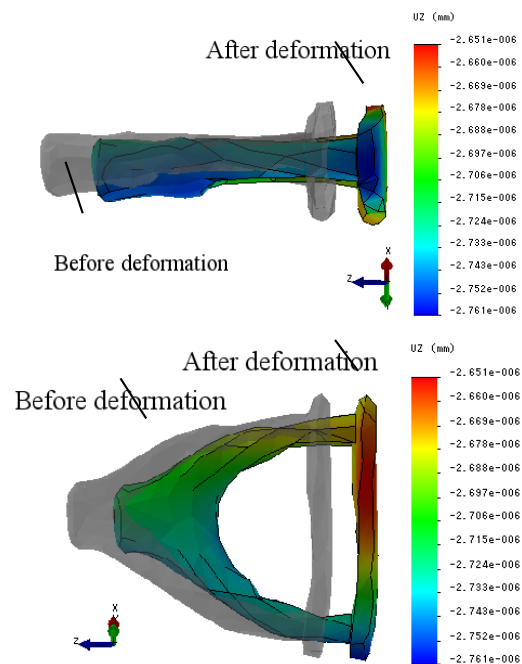 UZ (mm)
After deformation
-2.651e-006
-2.660e-006
-2.669e-006
-2.678e-006
-2.688e-006
-2.697e-006
-2.706e-006
-2.715e-006
-2.724e-006
-2.733e-006
-2.743e-006
-2.752e-006
-2.761e-006
Before deformation
X
Z
UZ (mm)
After deformation
Before deformation
-2.651e-006
-2.660e-006
-2.669e-006
-2.678e-006
-2.688e-006
-2.697e-006
-2.706e-006
-2.715e-006
-2.724e-006
-2.733e-006
-2.743e-006
-2.752e-006
-2.761e-006
X
Z